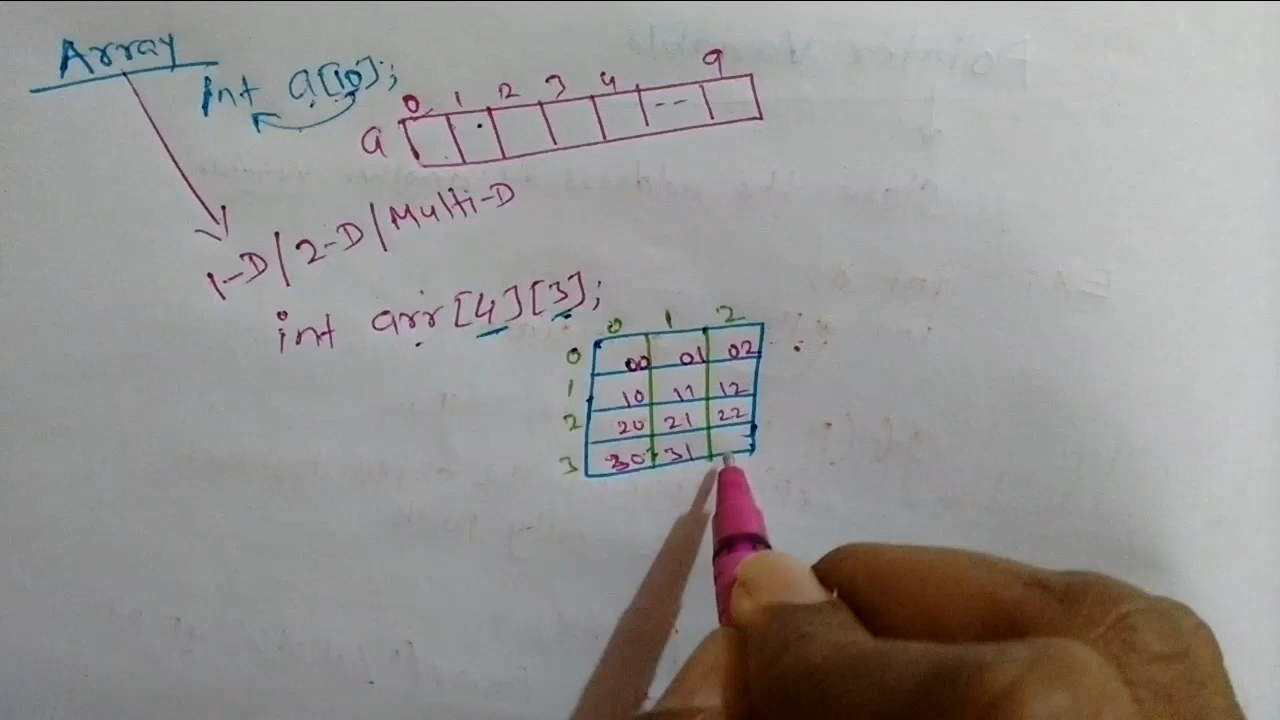 Array
int a[10];
0 1 2 3 4 9
a --
1-D/2-D/Multi-D
int arr[4][3];
0 1 2
0 00 01 02
1 10 11 12
2 20 21 22
3 30 31